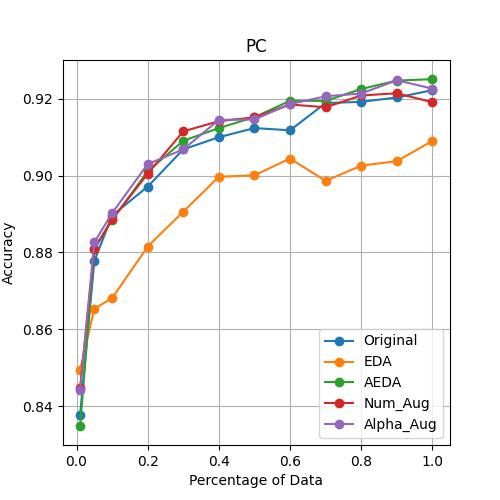 PC
Accuracy
0.92
0.90
0.88
0.86
0.84
0.0 0.2 0.4 0.6 0.8 1.0
Percentage of Data
Original
EDA
AEDA
Num_Aug
Alpha_Aug